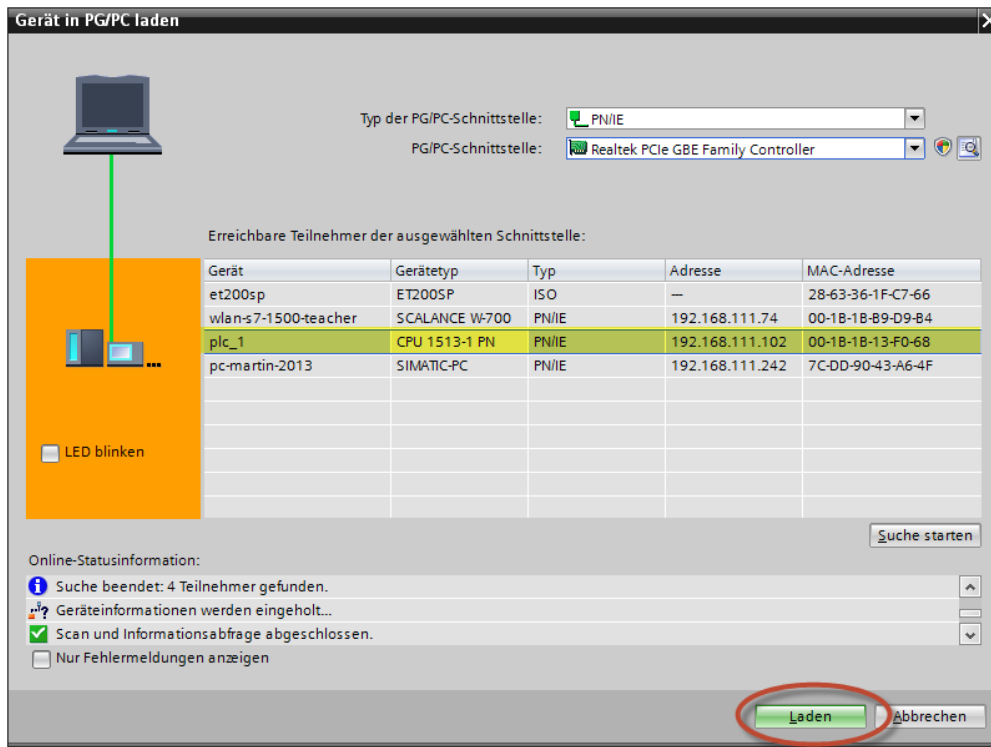 Gerät in PG/PC laden
Typ der PG/PC-Schnittstelle: PN/IE
PG/PC-Schnittstelle: Realtek PCIe GBE Family Controller
Erreichbare Teilnehmer der ausgewählten Schnittstelle:
Gerät Gerätetyp Typ Adresse MAC-Adresse
et200sp ET200SP ISO — 28-63-36-1F-C7-66
wlan-s7-1500-teacher SCALANCE W-700 PN/IE 192.168.111.74 00-1B-1B-B9-D9-B4
plc_1 CPU 1513-1 PN PN/IE 192.168.111.102 00-1B-1B-13-F0-68
pc-martin-2013 SIMATIC-PC PN/IE 192.168.111.242 7C-DD-90-43-A6-4F
LED blinken
Suche starten
Online-Statusinformation:
Suche beendet: 4 Teilnehmer gefunden.
Geräteinformationen werden eingeholt...
Scan und Informationsabfrage abgeschlossen.
Nur Fehlermeldungen anzeigen
Laden Abbrechen